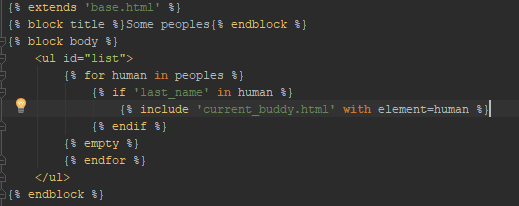 {% extends 'base.html' %}
{% block title %}Some peoples{% endblock %}
{% block body %}
    <ul id="list">
        {% for human in peoples %}
            {% if 'last_name' in human %}
                {% include 'current_buddy.html' with element=human %}
            {% endif %}
        {% empty %}
        {% endfor %}
    </ul>
{% endblock %}